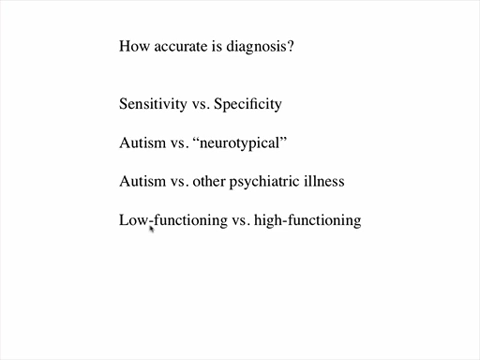 How accurate is diagnosis?
Sensitivity vs. Specificity
Autism vs. “neurotypical”
Autism vs. other psychiatric illness
Low-functioning vs. high-functioning